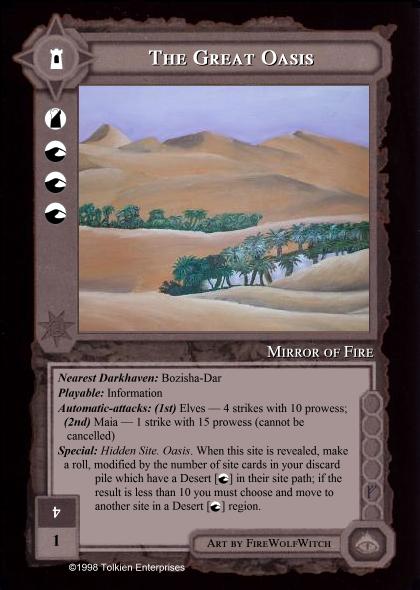 The Great Oasis
Mirror of Fire
Nearest Darkhaven: Bozisha-Dar
Playable: Information
Automatic-attacks: (1st) Elves — 4 strikes with 10 prowess;
(2nd) Maia — 1 strike with 15 prowess (cannot be
cancelled)
Special: Hidden Site. Oasis. When this site is revealed, make
a roll, modified by the number of site cards in your discard
pile which have a Desert [] in their site path; if the
result is less than 10 you must choose and move to
another site in a Desert [] region.
4
1
Art by FireWolfWitch
©1998 Tolkien Enterprises